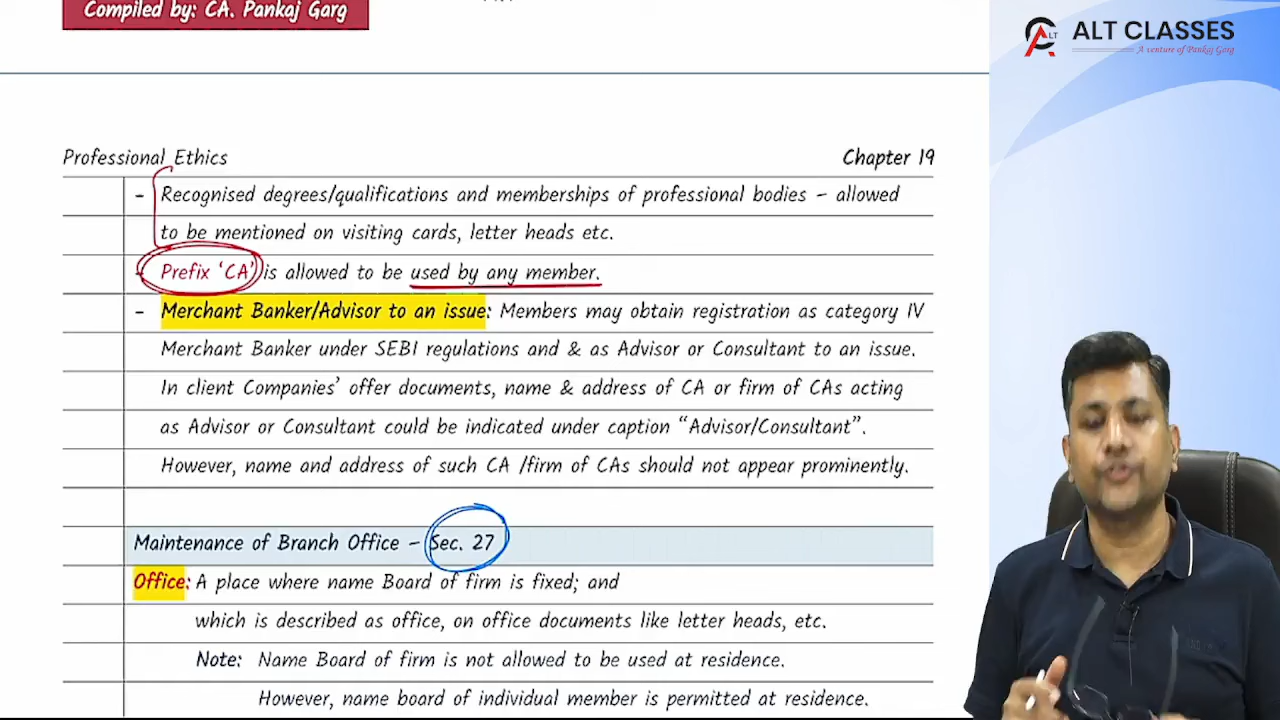 Compiled by: CA. Pankaj Garg
ALT CLASSES
A venture of Pankaj Garg
Professional Ethics
Chapter 19
- Recognised degrees/qualifications and memberships of professional bodies – allowed
to be mentioned on visiting cards, letter heads etc.
- Prefix ‘CA’ is allowed to be used by any member.
- Merchant Banker/Advisor to an issue: Members may obtain registration as category IV
Merchant Banker under SEBI regulations and & as Advisor or Consultant to an issue.
In client Companies’ offer documents, name & address of CA or firm of CAs acting
as Advisor or Consultant could be indicated under caption “Advisor/Consultant”.
However, name and address of such CA /firm of CAs should not appear prominently.
Maintenance of Branch Office – Sec. 27
Office: A place where name Board of firm is fixed; and
which is described as office, on office documents like letter heads, etc.
Note: Name Board of firm is not allowed to be used at residence.
However, name board of individual member is permitted at residence.